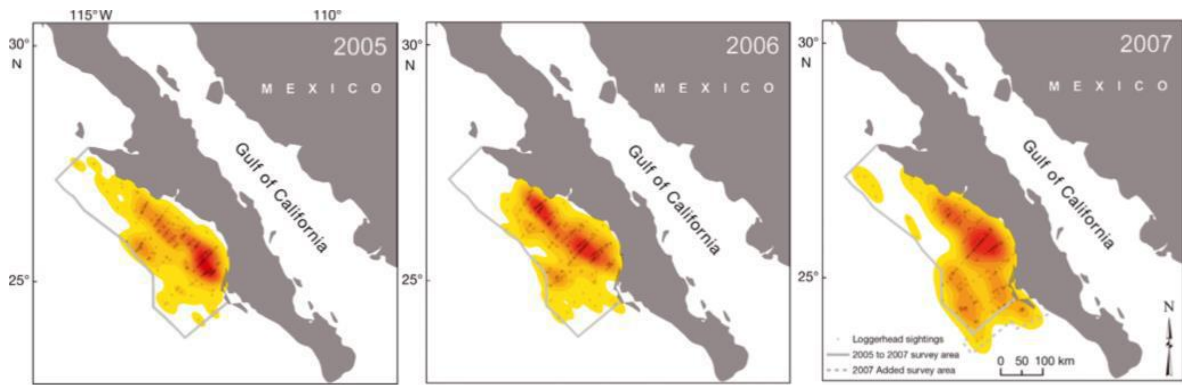 115°W 110°
30°
N
2005
MEXICO
Gulf of California
25°
30°
N
2006
MEXICO
Gulf of California
25°
30°
N
2007
MEXICO
Gulf of California
25°
Loggerhead sightings
2005 to 2007 survey area
2007 Added survey area
0 50 100 km
N